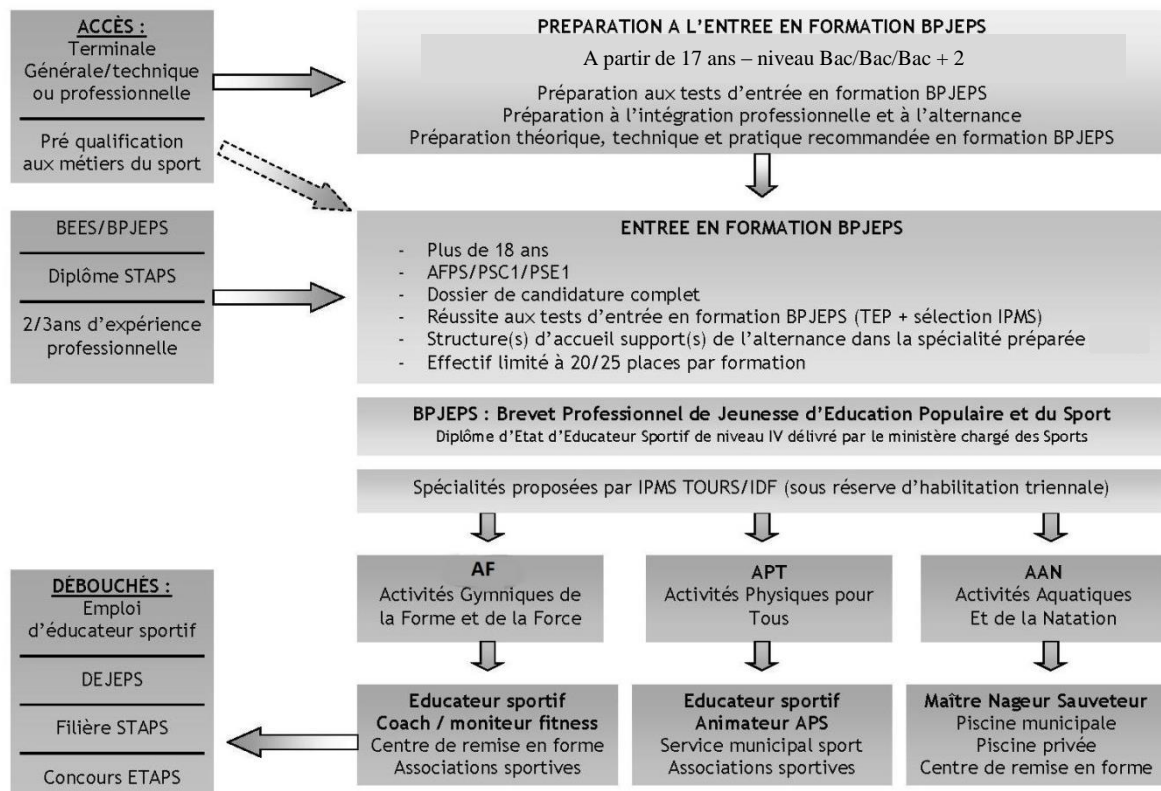 ACCÈS :
Terminale
Générale/technique
ou professionnelle
Pré qualification
aux métiers du sport
PREPARATION A L'ENTREE EN FORMATION BPJEPS
A partir de 17 ans – niveau Bac/Bac/Bac + 2
Préparation aux tests d'entrée en formation BPJEPS
Préparation à l'intégration professionnelle et à l'alternance
Préparation théorique, technique et pratique recommandée en formation BPJEPS
BEES/BPJEPS
Diplôme STAPS
2/3ans d'expérience
professionnelle
ENTREE EN FORMATION BPJEPS
- Plus de 18 ans
- AFPS/PSC1/PSE1
- Dossier de candidature complet
- Réussite aux tests d'entrée en formation BPJEPS (TEP + sélection IPMS)
- Structure(s) d'accueil support(s) de l'alternance dans la spécialité préparée
- Effectif limité à 20/25 places par formation
BPJEPS : Brevet Professionnel de Jeunesse d'Education Populaire et du Sport
Diplôme d'Etat d'Educateur Sportif de niveau IV délivré par le ministère chargé des Sports
Spécialités proposées par IPMS TOURS/IDF (sous réserve d'habilitation triennale)
AF
Activités Gymniques de
la Forme et de la Force
APT
Activités Physiques pour
Tous
AAN
Activités Aquatiques
Et de la Natation
Educateur sportif
Coach / moniteur fitness
Centre de remise en forme
Associations sportives
Educateur sportif
Animateur APS
Service municipal sport
Associations sportives
Maître Nageur Sauveteur
Piscine municipale
Piscine privée
Centre de remise en forme
DÉBOUCHÉS :
Emploi
d'éducateur sportif
DEJEPS
Filière STAPS
Concours ETAPS